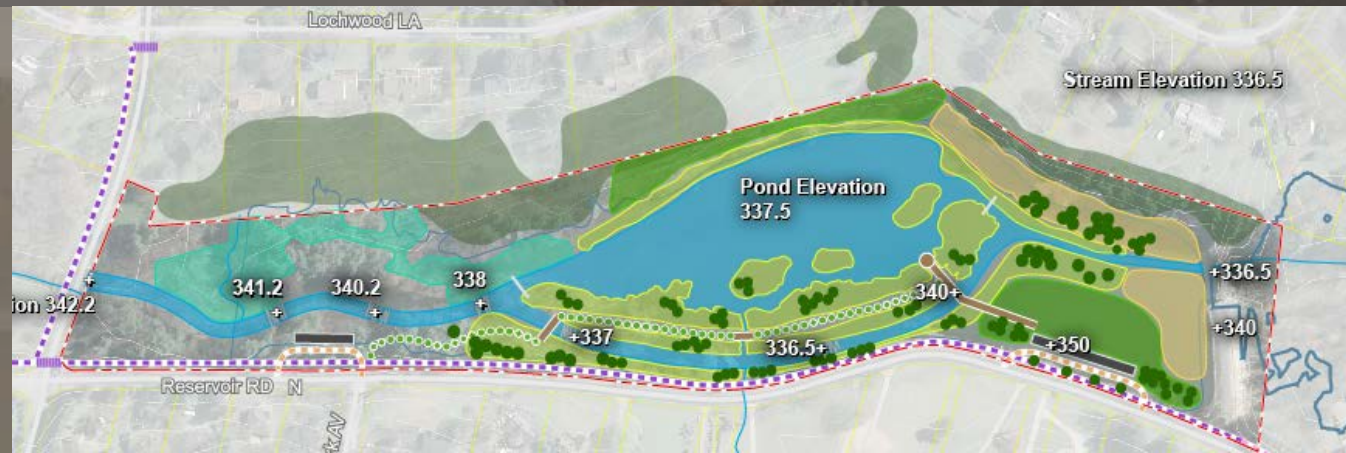 Lochwood LA
Stream Elevation 336.5
Pond Elevation
337.5
338
341.2
340.2
342.2
340+
+336.5
+337
336.5+
+350
+340
Reservoir RD N
AV